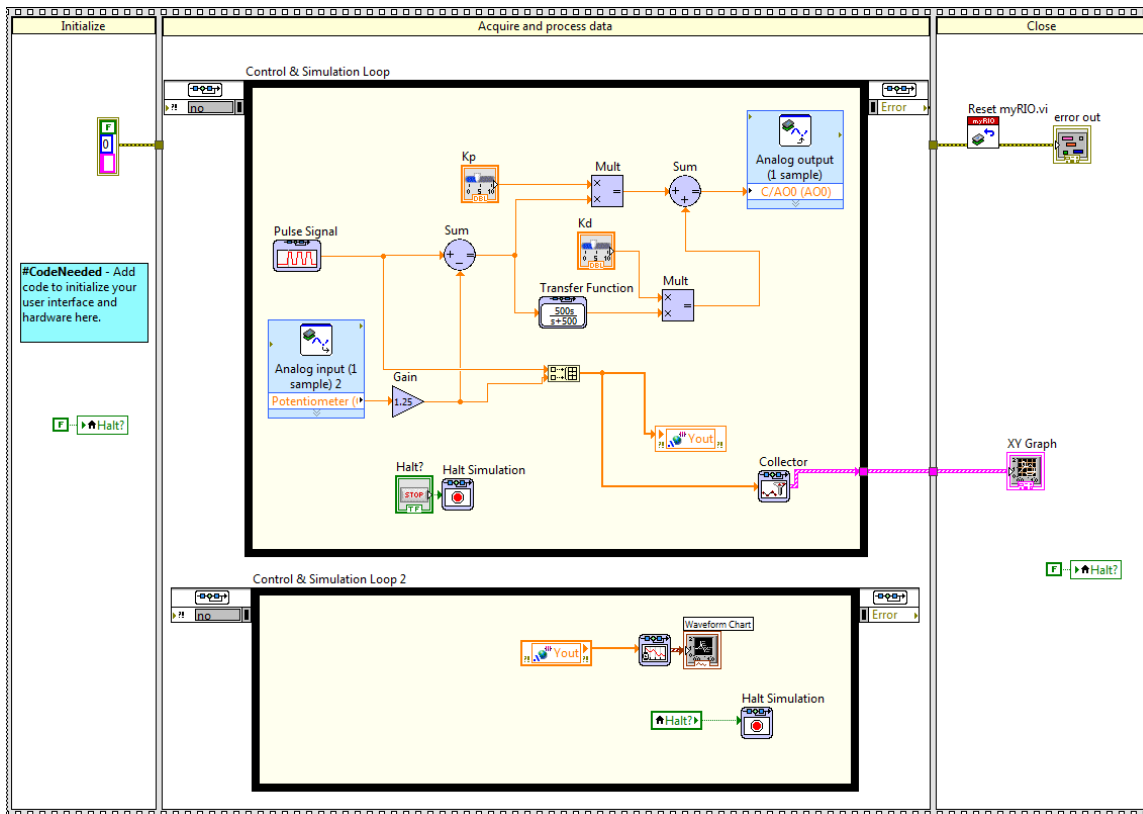 Initialize
Acquire and process data
Close
Control & Simulation Loop
?! no
Error
F
0
#CodeNeeded - Add
code to initialize your
user interface and
hardware here.
F
Halt?
Kp
0 5 10
DBL
Mult
×
×
=
Sum
+
+
=
Analog output
(1 sample)
C/AO0 (AO0)
Pulse Signal
Sum
+
−
=
Kd
0 5 10
DBL
Transfer Function
500s
s+500
Mult
×
×
=
Analog input (1
sample) 2
Potentiometer (
Gain
1.25
?! Yout ?!
Halt?
STOP
TF
Halt Simulation
Collector
Reset myRIO.vi
myRIO
error out
XY Graph
F
Halt?
Control & Simulation Loop 2
?! no
Error
?! Yout ?!
Waveform Chart
Halt?
Halt Simulation